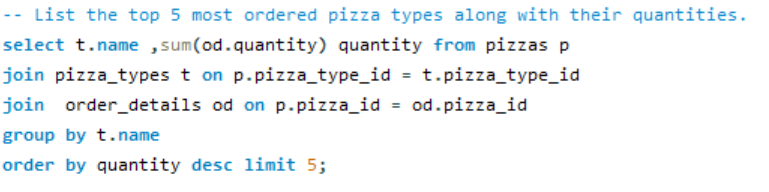 -- List the top 5 most ordered pizza types along with their quantities.
select t.name ,sum(od.quantity) quantity from pizzas p
join pizza_types t on p.pizza_type_id = t.pizza_type_id
join  order_details od on p.pizza_id = od.pizza_id
group by t.name
order by quantity desc limit 5;